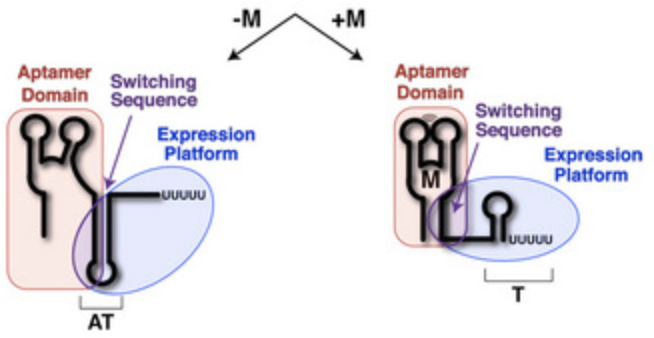 -M
+M
Aptamer
Domain
Switching
Sequence
Expression
Platform
UUUUU
AT
Aptamer
Domain
Switching
Sequence
Expression
Platform
M
UUUUU
T